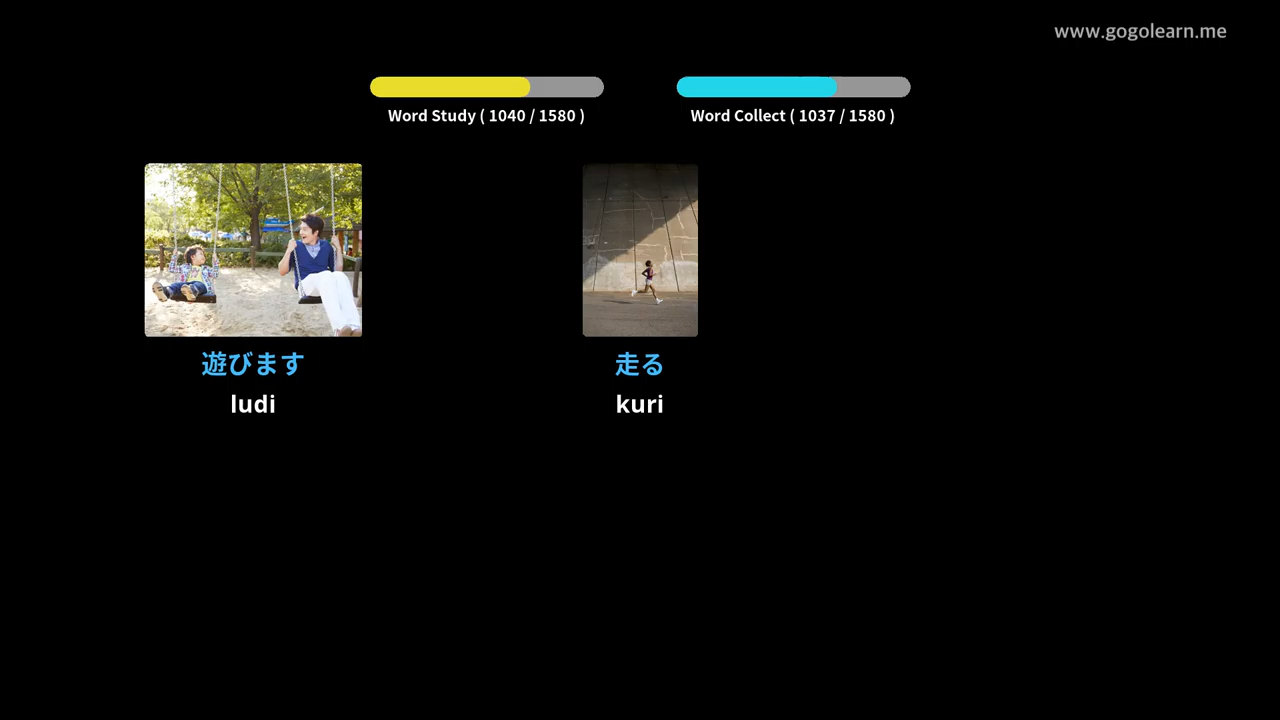 www.gogolearn.me
Word Study ( 1040 / 1580 )
Word Collect ( 1037 / 1580 )
遊びます
ludi
走る
kuri